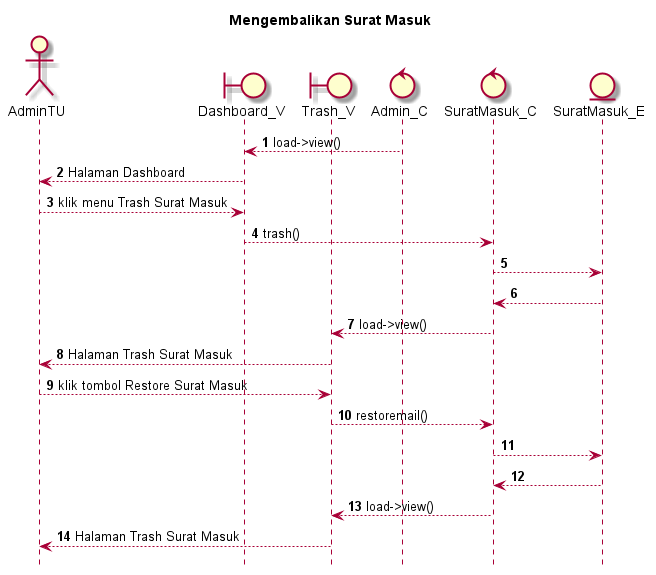 Mengembalikan Surat Masuk
AdminTU
Dashboard_V
Trash_V
Admin_C
SuratMasuk_C
SuratMasuk_E
1 load->view()
2 Halaman Dashboard
3 klik menu Trash Surat Masuk
4 trash()
5
6
7 load->view()
8 Halaman Trash Surat Masuk
9 klik tombol Restore Surat Masuk
10 restoremail()
11
12
13 load->view()
14 Halaman Trash Surat Masuk